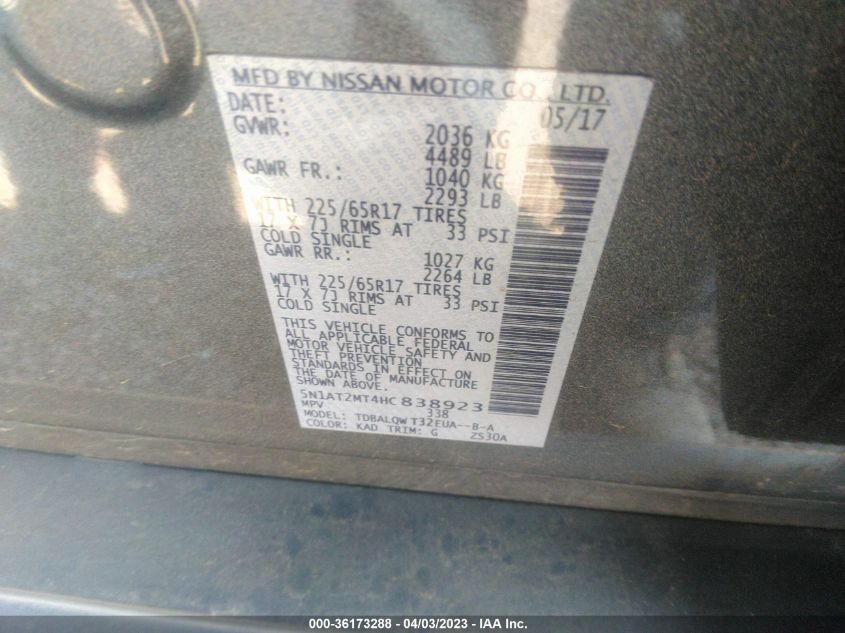 MFD BY NISSAN MOTOR CO., LTD.
DATE: 05/17
GVWR: 2036 KG
4489 LB
GAWR FR.: 1040 KG
2293 LB
WITH 225/65R17 TIRES
17 X 7J RIMS AT 33 PSI
COLD SINGLE
GAWR RR.: 1027 KG
2264 LB
WITH 225/65R17 TIRES
17 X 7J RIMS AT 33 PSI
COLD SINGLE
THIS VEHICLE CONFORMS TO
ALL APPLICABLE FEDERAL
MOTOR VEHICLE SAFETY AND
THEFT PREVENTION
STANDARDS IN EFFECT ON
THE DATE OF MANUFACTURE
SHOWN ABOVE.
5N1AT2MT4HC838923
MPV 338
MODEL: TDBALQW T32EUA--B-A
COLOR: KAD TRIM: G Z530A
000-36173288 - 04/03/2023 - IAA Inc.